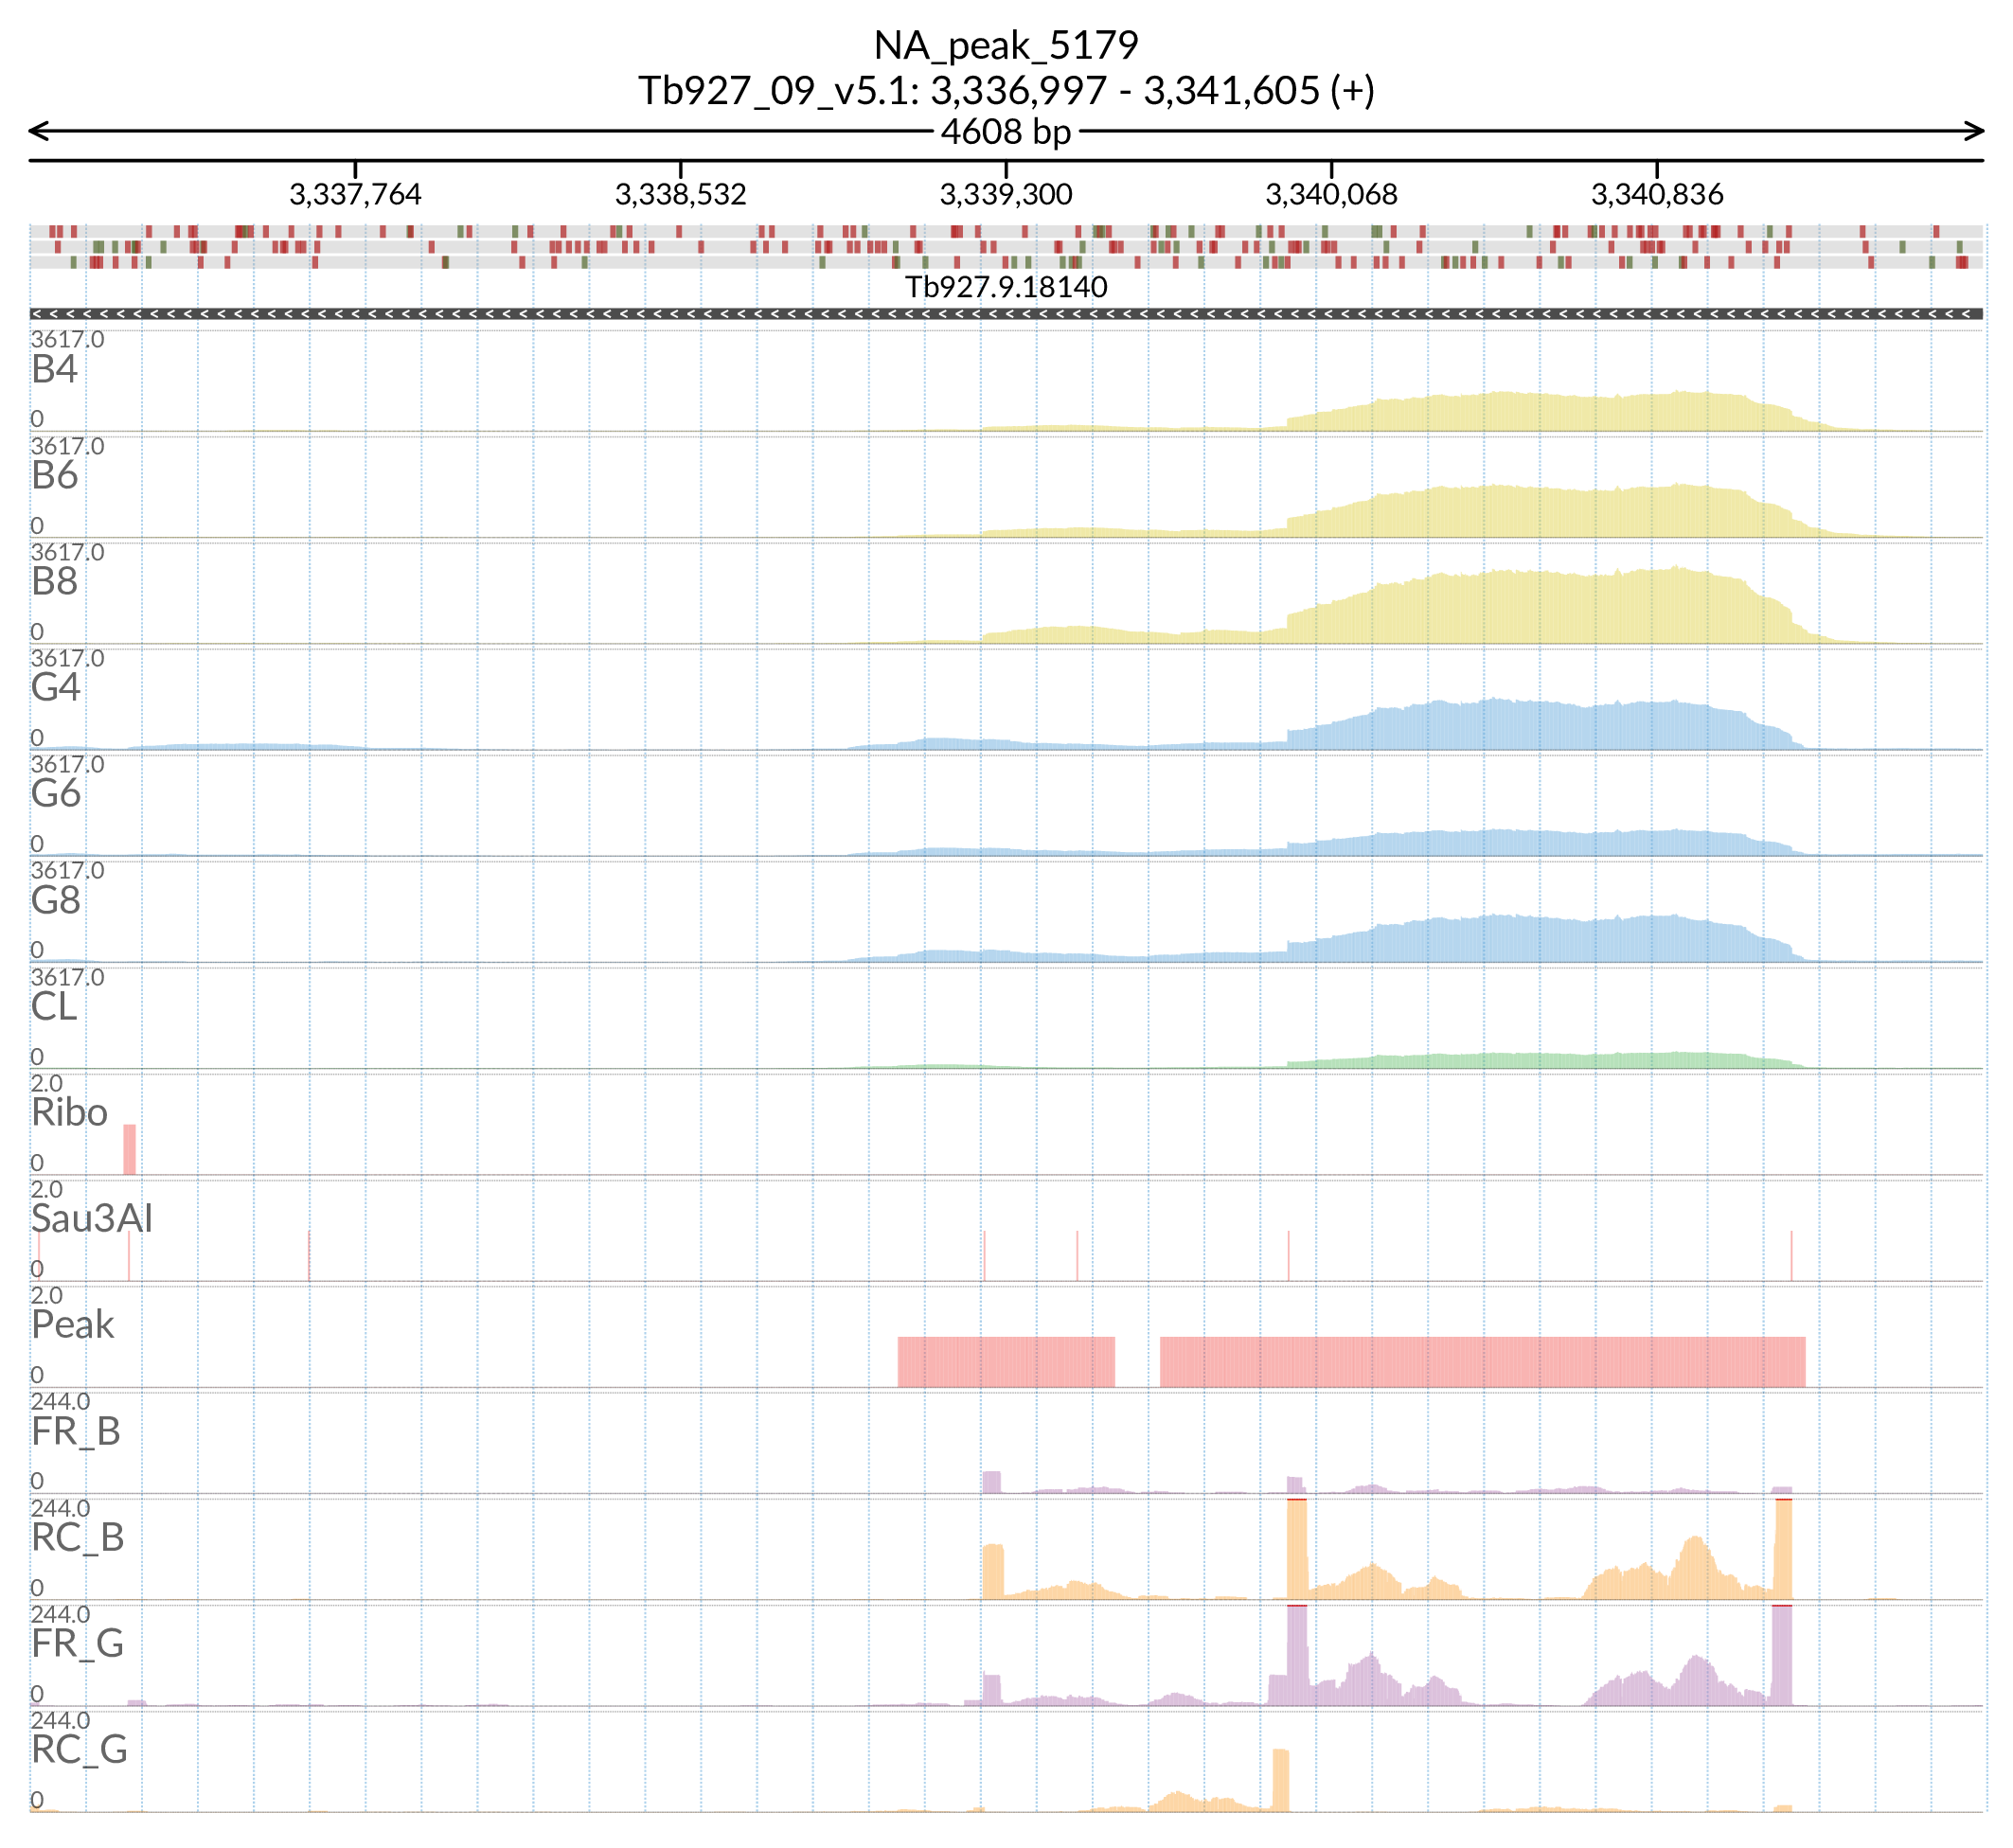 NA_peak_5179
Tb927_09_v5.1: 3,336,997 - 3,341,605 (+)
4608 bp
3,337,764 3,338,532 3,339,300 3,340,068 3,340,836
Tb927.9.18140
3617.0
B4
0
3617.0
B6
0
3617.0
B8
0
3617.0
G4
0
3617.0
G6
0
3617.0
G8
0
3617.0
CL
0
2.0
Ribo
0
2.0
Sau3AI
0
2.0
Peak
0
244.0
FR_B
0
244.0
RC_B
0
244.0
FR_G
0
244.0
RC_G
0